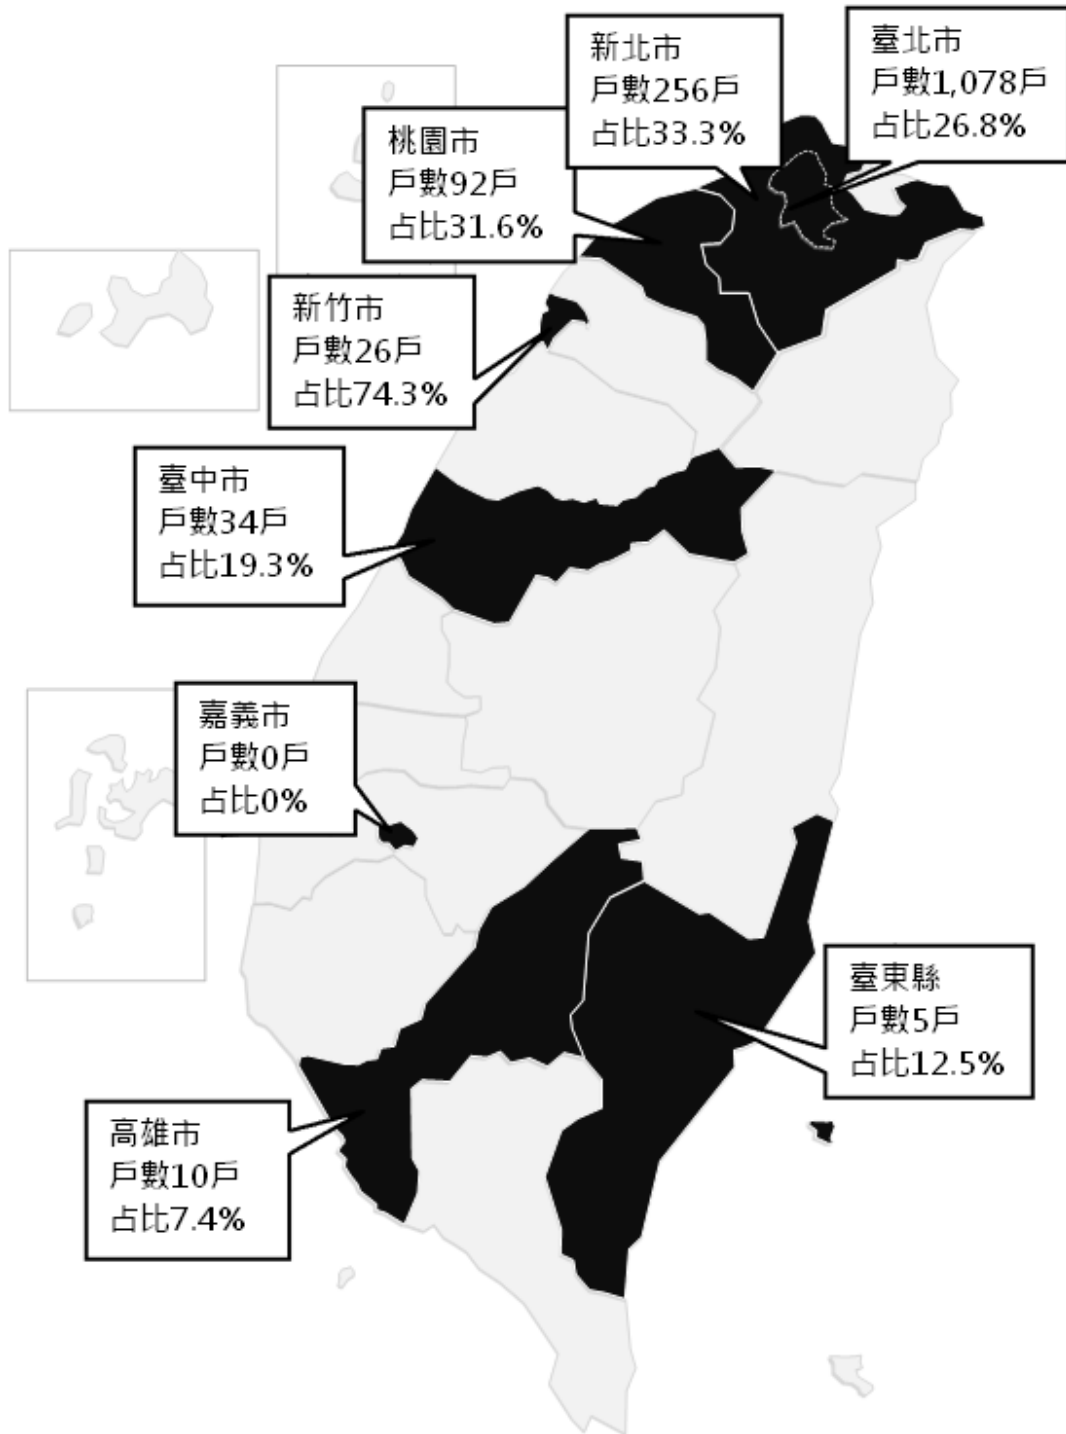 臺北市
戶數1,078戶
占比26.8%
新北市
戶數256戶
占比33.3%
桃園市
戶數92戶
占比31.6%
新竹市
戶數26戶
占比74.3%
臺中市
戶數34戶
占比19.3%
嘉義市
戶數0戶
占比0%
臺東縣
戶數5戶
占比12.5%
高雄市
戶數10戶
占比7.4%